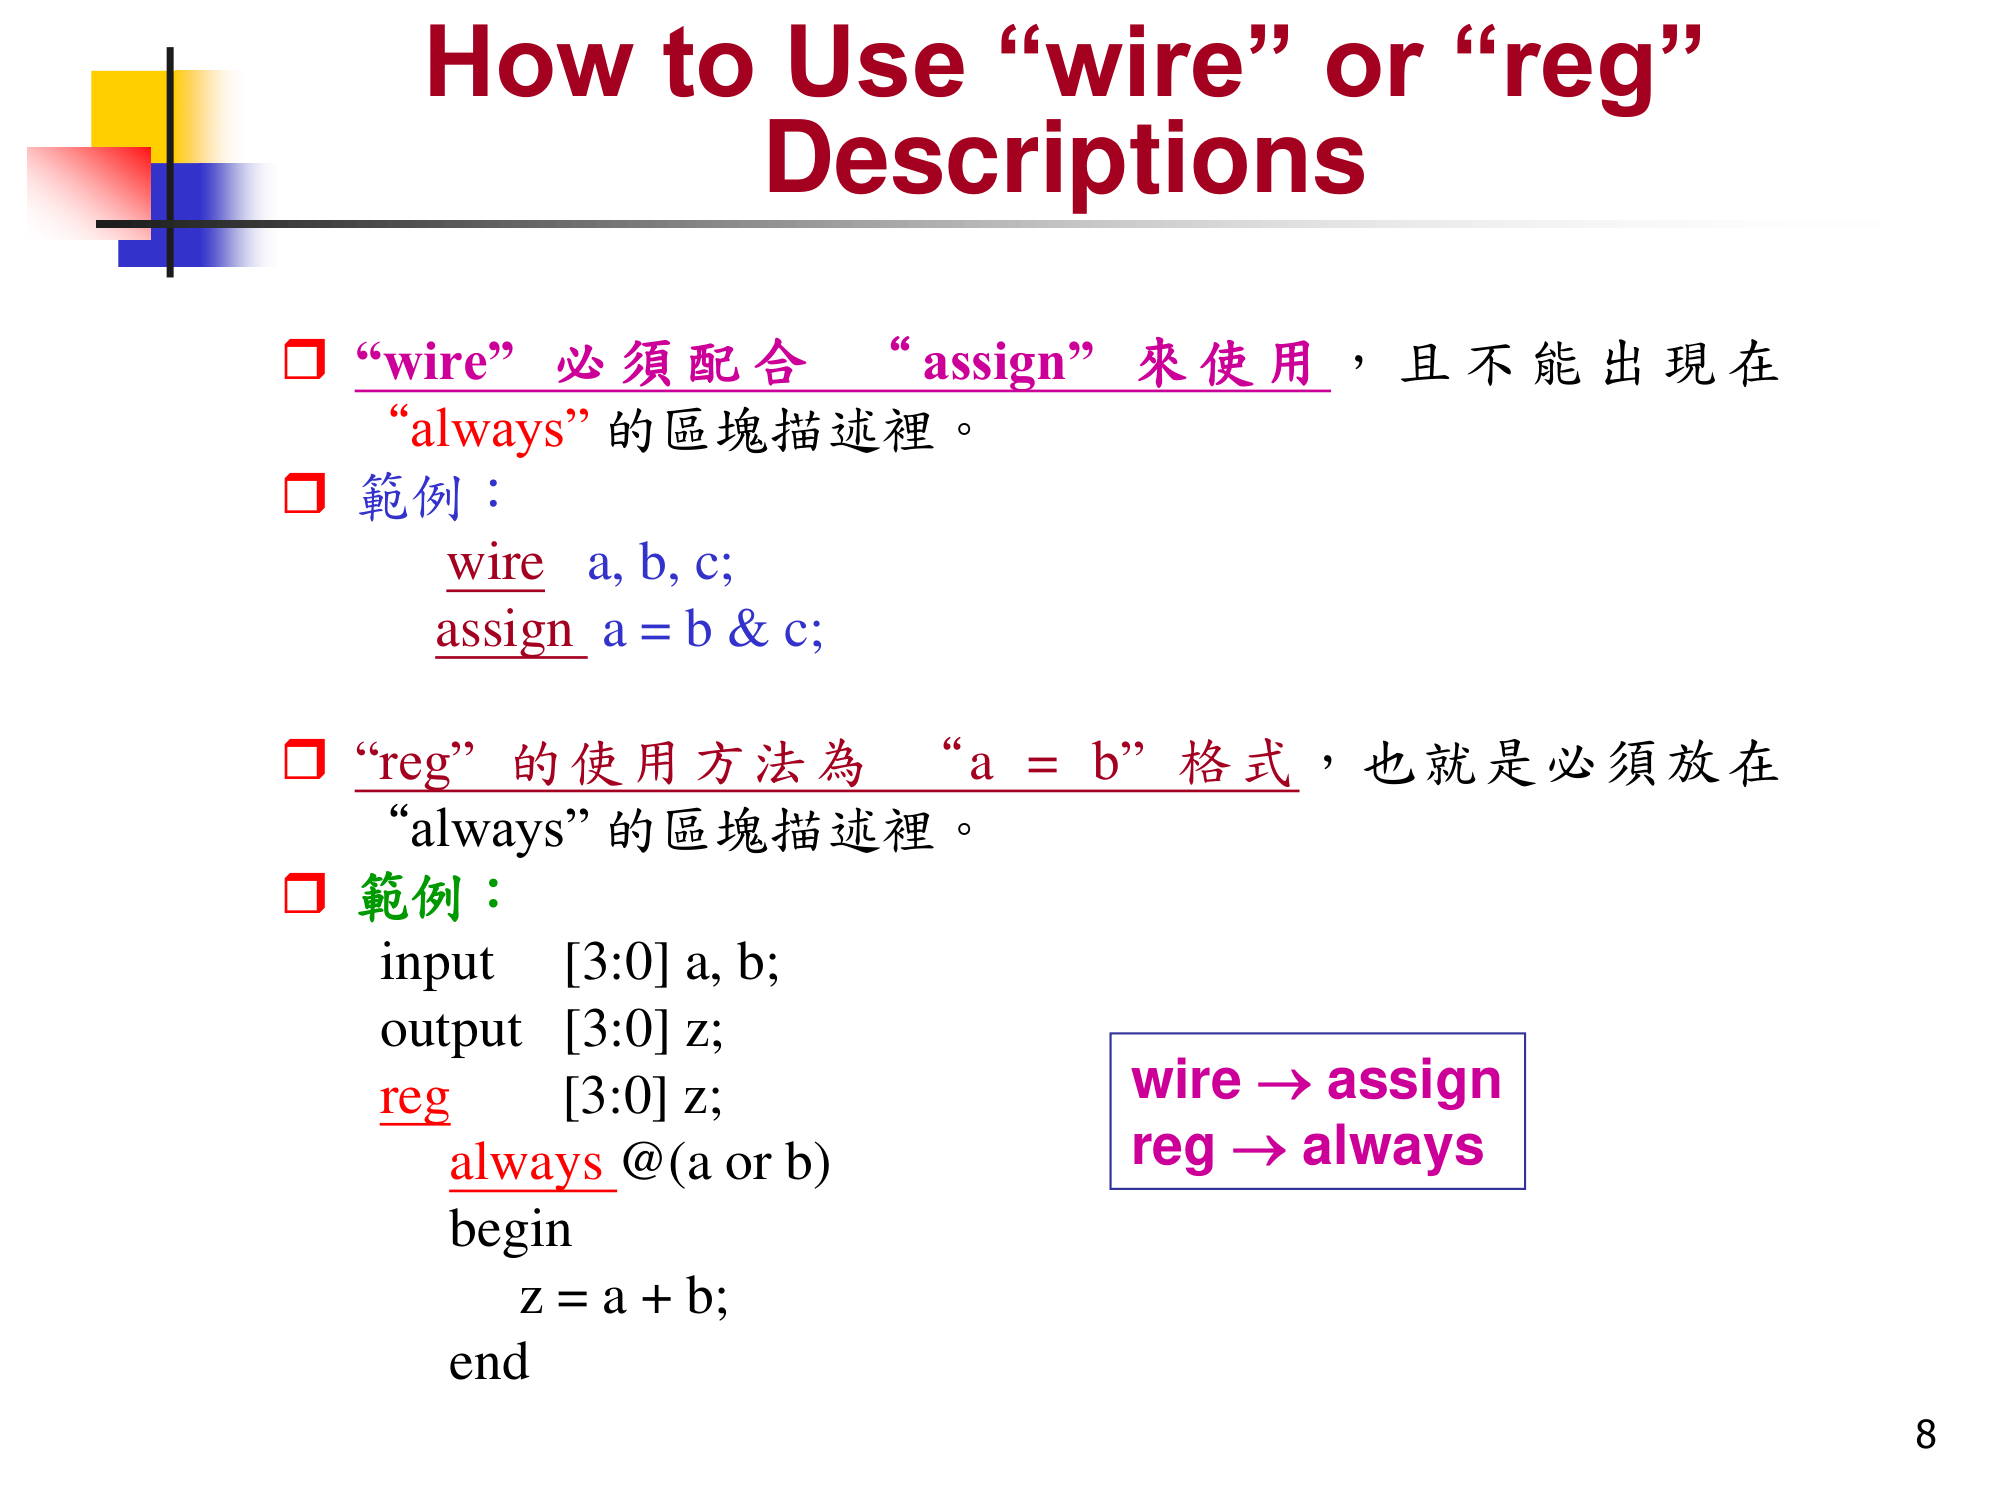 How to Use “wire” or “reg”
Descriptions
“wire” 必須配合 “assign” 來使用，且不能出現在
“always” 的區塊描述裡。
範例：
wire a, b, c;
assign a = b & c;
“reg” 的使用方法為 “a = b” 格式，也就是必須放在
“always” 的區塊描述裡。
範例：
input [3:0] a, b;
output [3:0] z;
reg [3:0] z;
always @(a or b)
begin
z = a + b;
end
wire → assign
reg → always
8